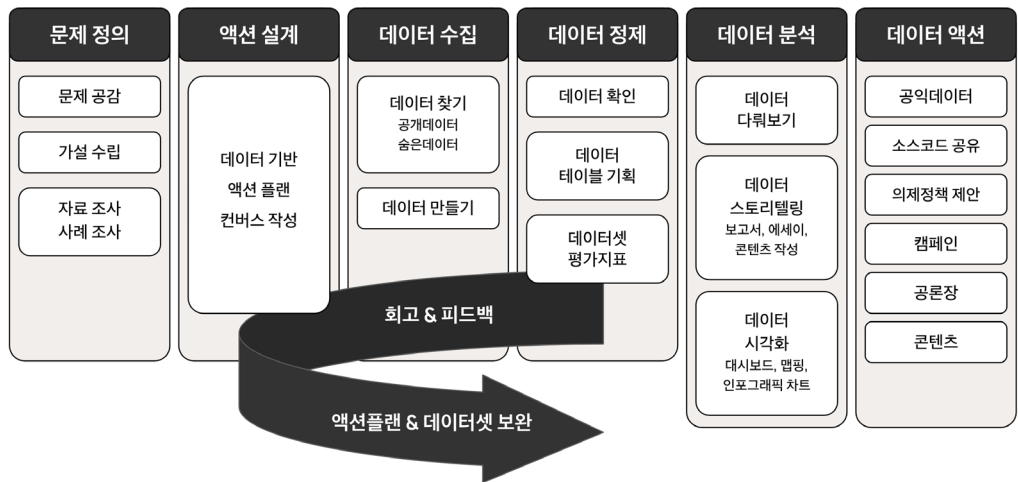 문제 정의
문제 공감
가설 수립
자료 조사
사례 조사
액션 설계
데이터 기반
액션 플랜
컨버스 작성
데이터 수집
데이터 찾기
공개데이터
숨은데이터
데이터 만들기
데이터 정제
데이터 확인
데이터
테이블 기획
데이터셋
평가지표
데이터 분석
데이터
다뤄보기
데이터
스토리텔링
보고서, 에세이,
콘텐츠 작성
데이터
시각화
대시보드, 맵핑,
인포그래픽 차트
데이터 액션
공익데이터
소스코드 공유
의제정책 제안
캠페인
공론장
콘텐츠
회고 & 피드백
액션플랜 & 데이터셋 보완